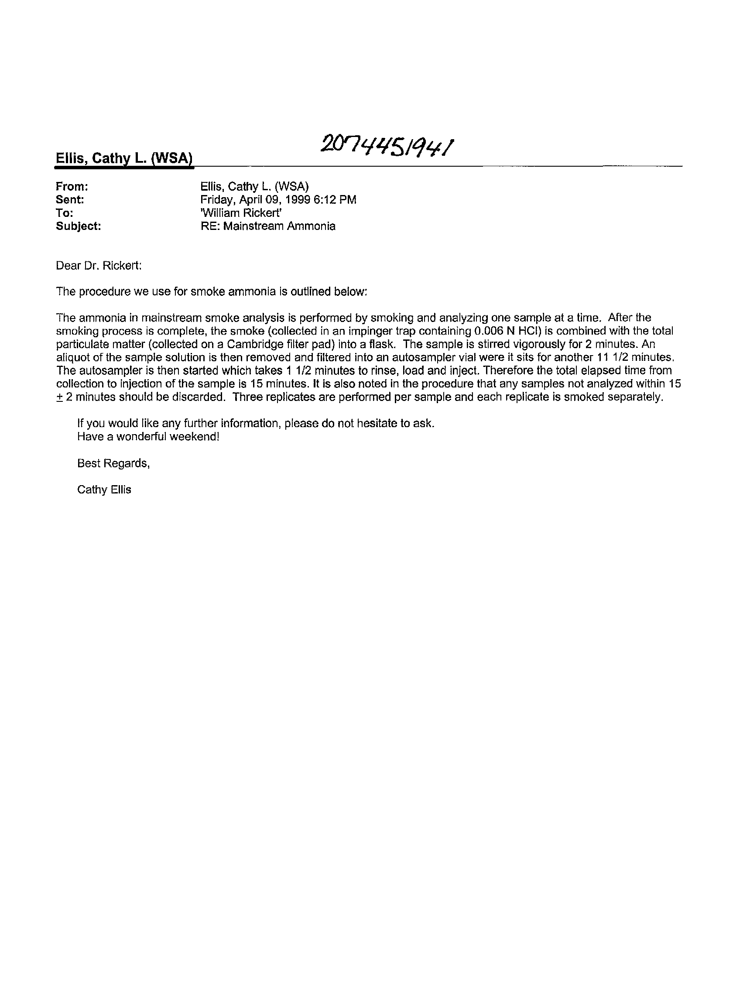 2074451941
Ellis, Cathy L. (WSA)
From: Ellis, Cathy L. (WSA)
Sent: Friday, April 09, 1999 6:12 PM
To: 'William Rickert'
Subject: RE: Mainstream Ammonia
Dear Dr. Rickert:
The procedure we use for smoke ammonia is outlined below:
The ammonia in mainstream smoke analysis is performed by smoking and analyzing one sample at a time. After the
smoking process is complete, the smoke (collected in an impinger trap containing 0.006 N HCl) is combined with the total
particulate matter (collected on a Cambridge filter pad) into a flask. The sample is stirred vigorously for 2 minutes. An
aliquot of the sample solution is then removed and filtered into an autosampler vial were it sits for another 11 1/2 minutes.
The autosampler is then started which takes 1 1/2 minutes to rinse, load and inject. Therefore the total elapsed time from
collection to injection of the sample is 15 minutes. It is also noted in the procedure that any samples not analyzed within 15
± 2 minutes should be discarded. Three replicates are performed per sample and each replicate is smoked separately.
If you would like any further information, please do not hesitate to ask.
Have a wonderful weekend!
Best Regards,
Cathy Ellis